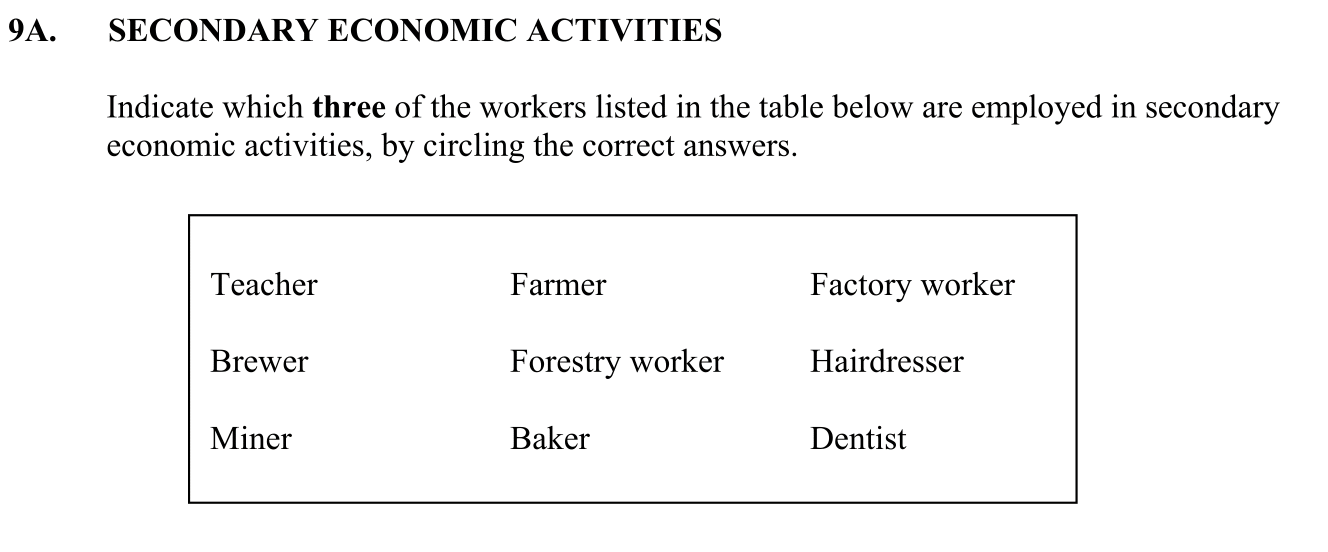 9A. SECONDARY ECONOMIC ACTIVITIES
Indicate which three of the workers listed in the table below are employed in secondary
economic activities, by circling the correct answers.
Teacher Farmer Factory worker
Brewer Forestry worker Hairdresser
Miner Baker Dentist